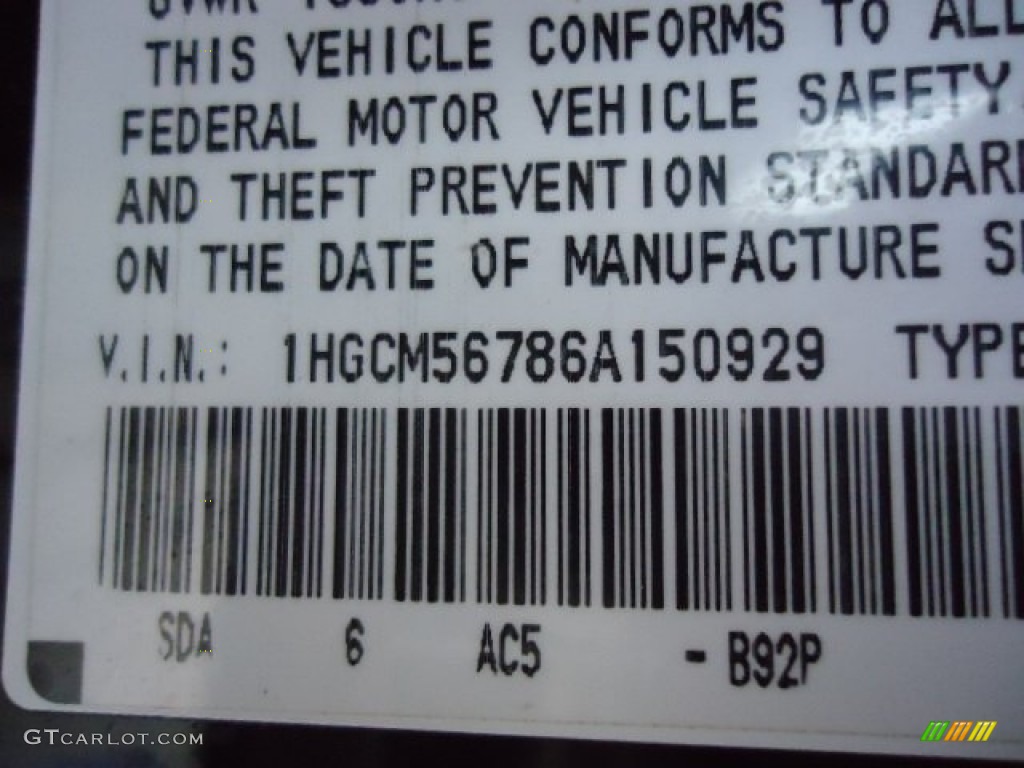 GVWR
THIS VEHICLE CONFORMS TO ALL
FEDERAL MOTOR VEHICLE SAFETY
AND THEFT PREVENTION STANDARD
ON THE DATE OF MANUFACTURE
V.I.N.: 1HGCM56786A150929 TYPE
SDA 6 AC5 - B92P
GTCARLOT.COM